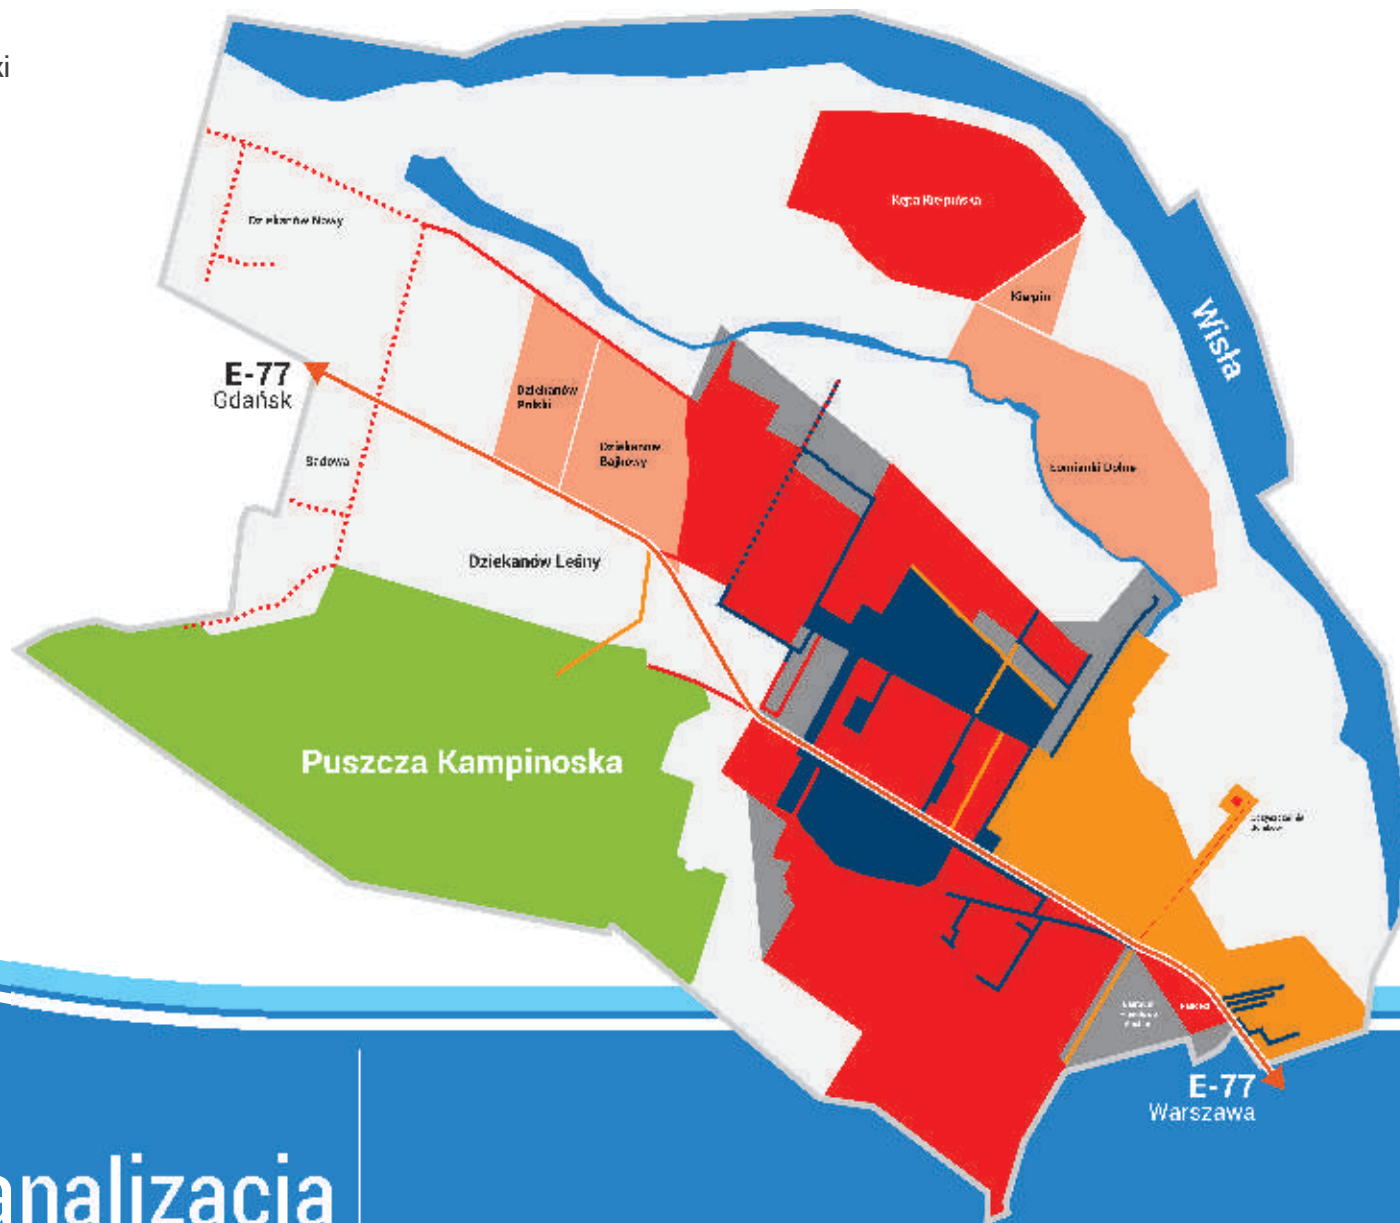 ki
Kępa Kiełpińska
Dziekanów Nowy
Kiełpin
Wisła
E-77
Gdańsk
Dziekanów
Polski
Dziekanów
Bajkowy
Sadowa
Łomianki Dolne
Dziekanów Leśny
Puszcza Kampinoska
E-77
Warszawa
analizacja